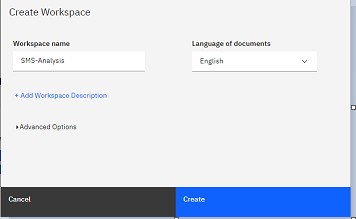 Create Workspace
Workspace name
Language of documents
SMS-Analysis
English
+ Add Workspace Description
Advanced Options
Cancel
Create